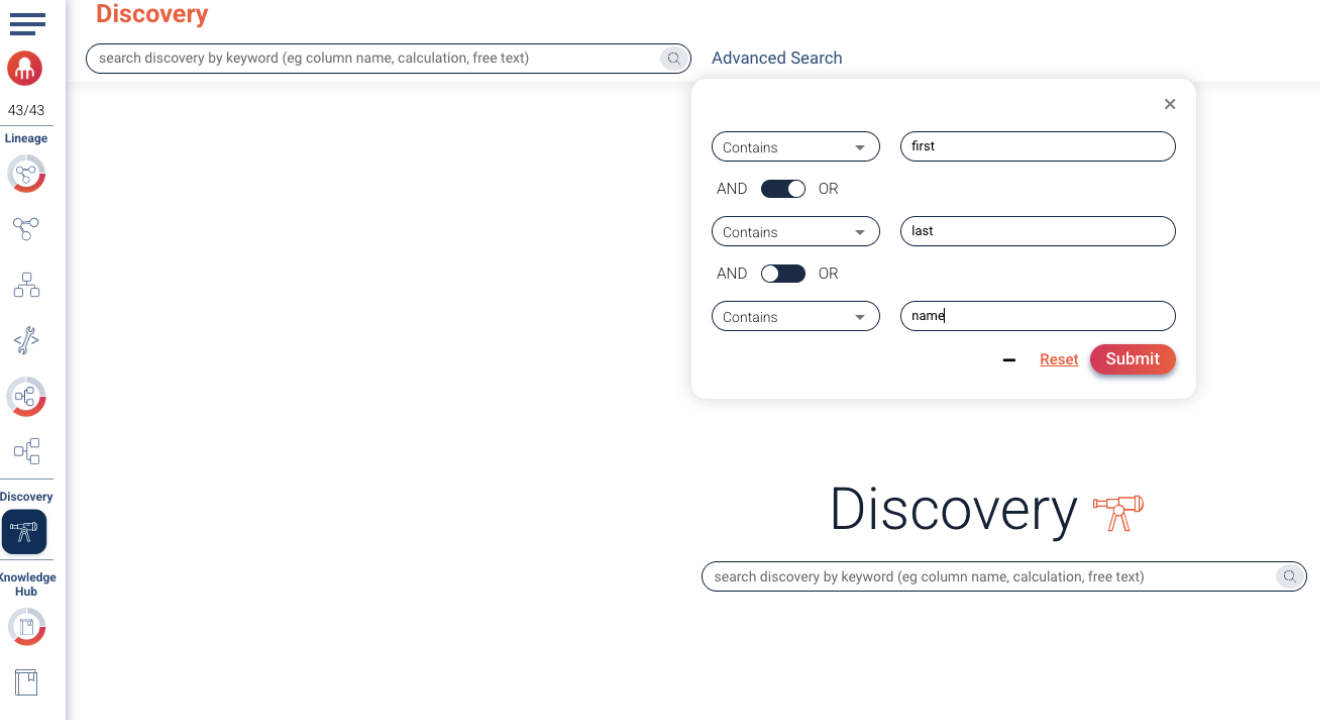 Discovery
search discovery by keyword (eg column name, calculation, free text)
Advanced Search
43/43
Lineage
Contains first
AND OR
Contains last
AND OR
Contains name
Reset Submit
Discovery
Discovery
search discovery by keyword (eg column name, calculation, free text)
Knowledge
Hub